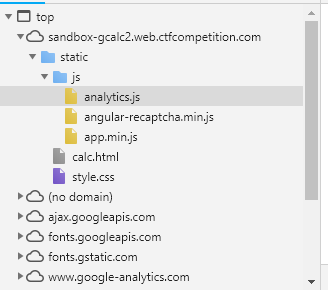 top
sandbox-gcalc2.web.ctfcompetition.com
static
js
analytics.js
angular-recaptcha.min.js
app.min.js
calc.html
style.css
(no domain)
ajax.googleapis.com
fonts.googleapis.com
fonts.gstatic.com
www.google-analytics.com